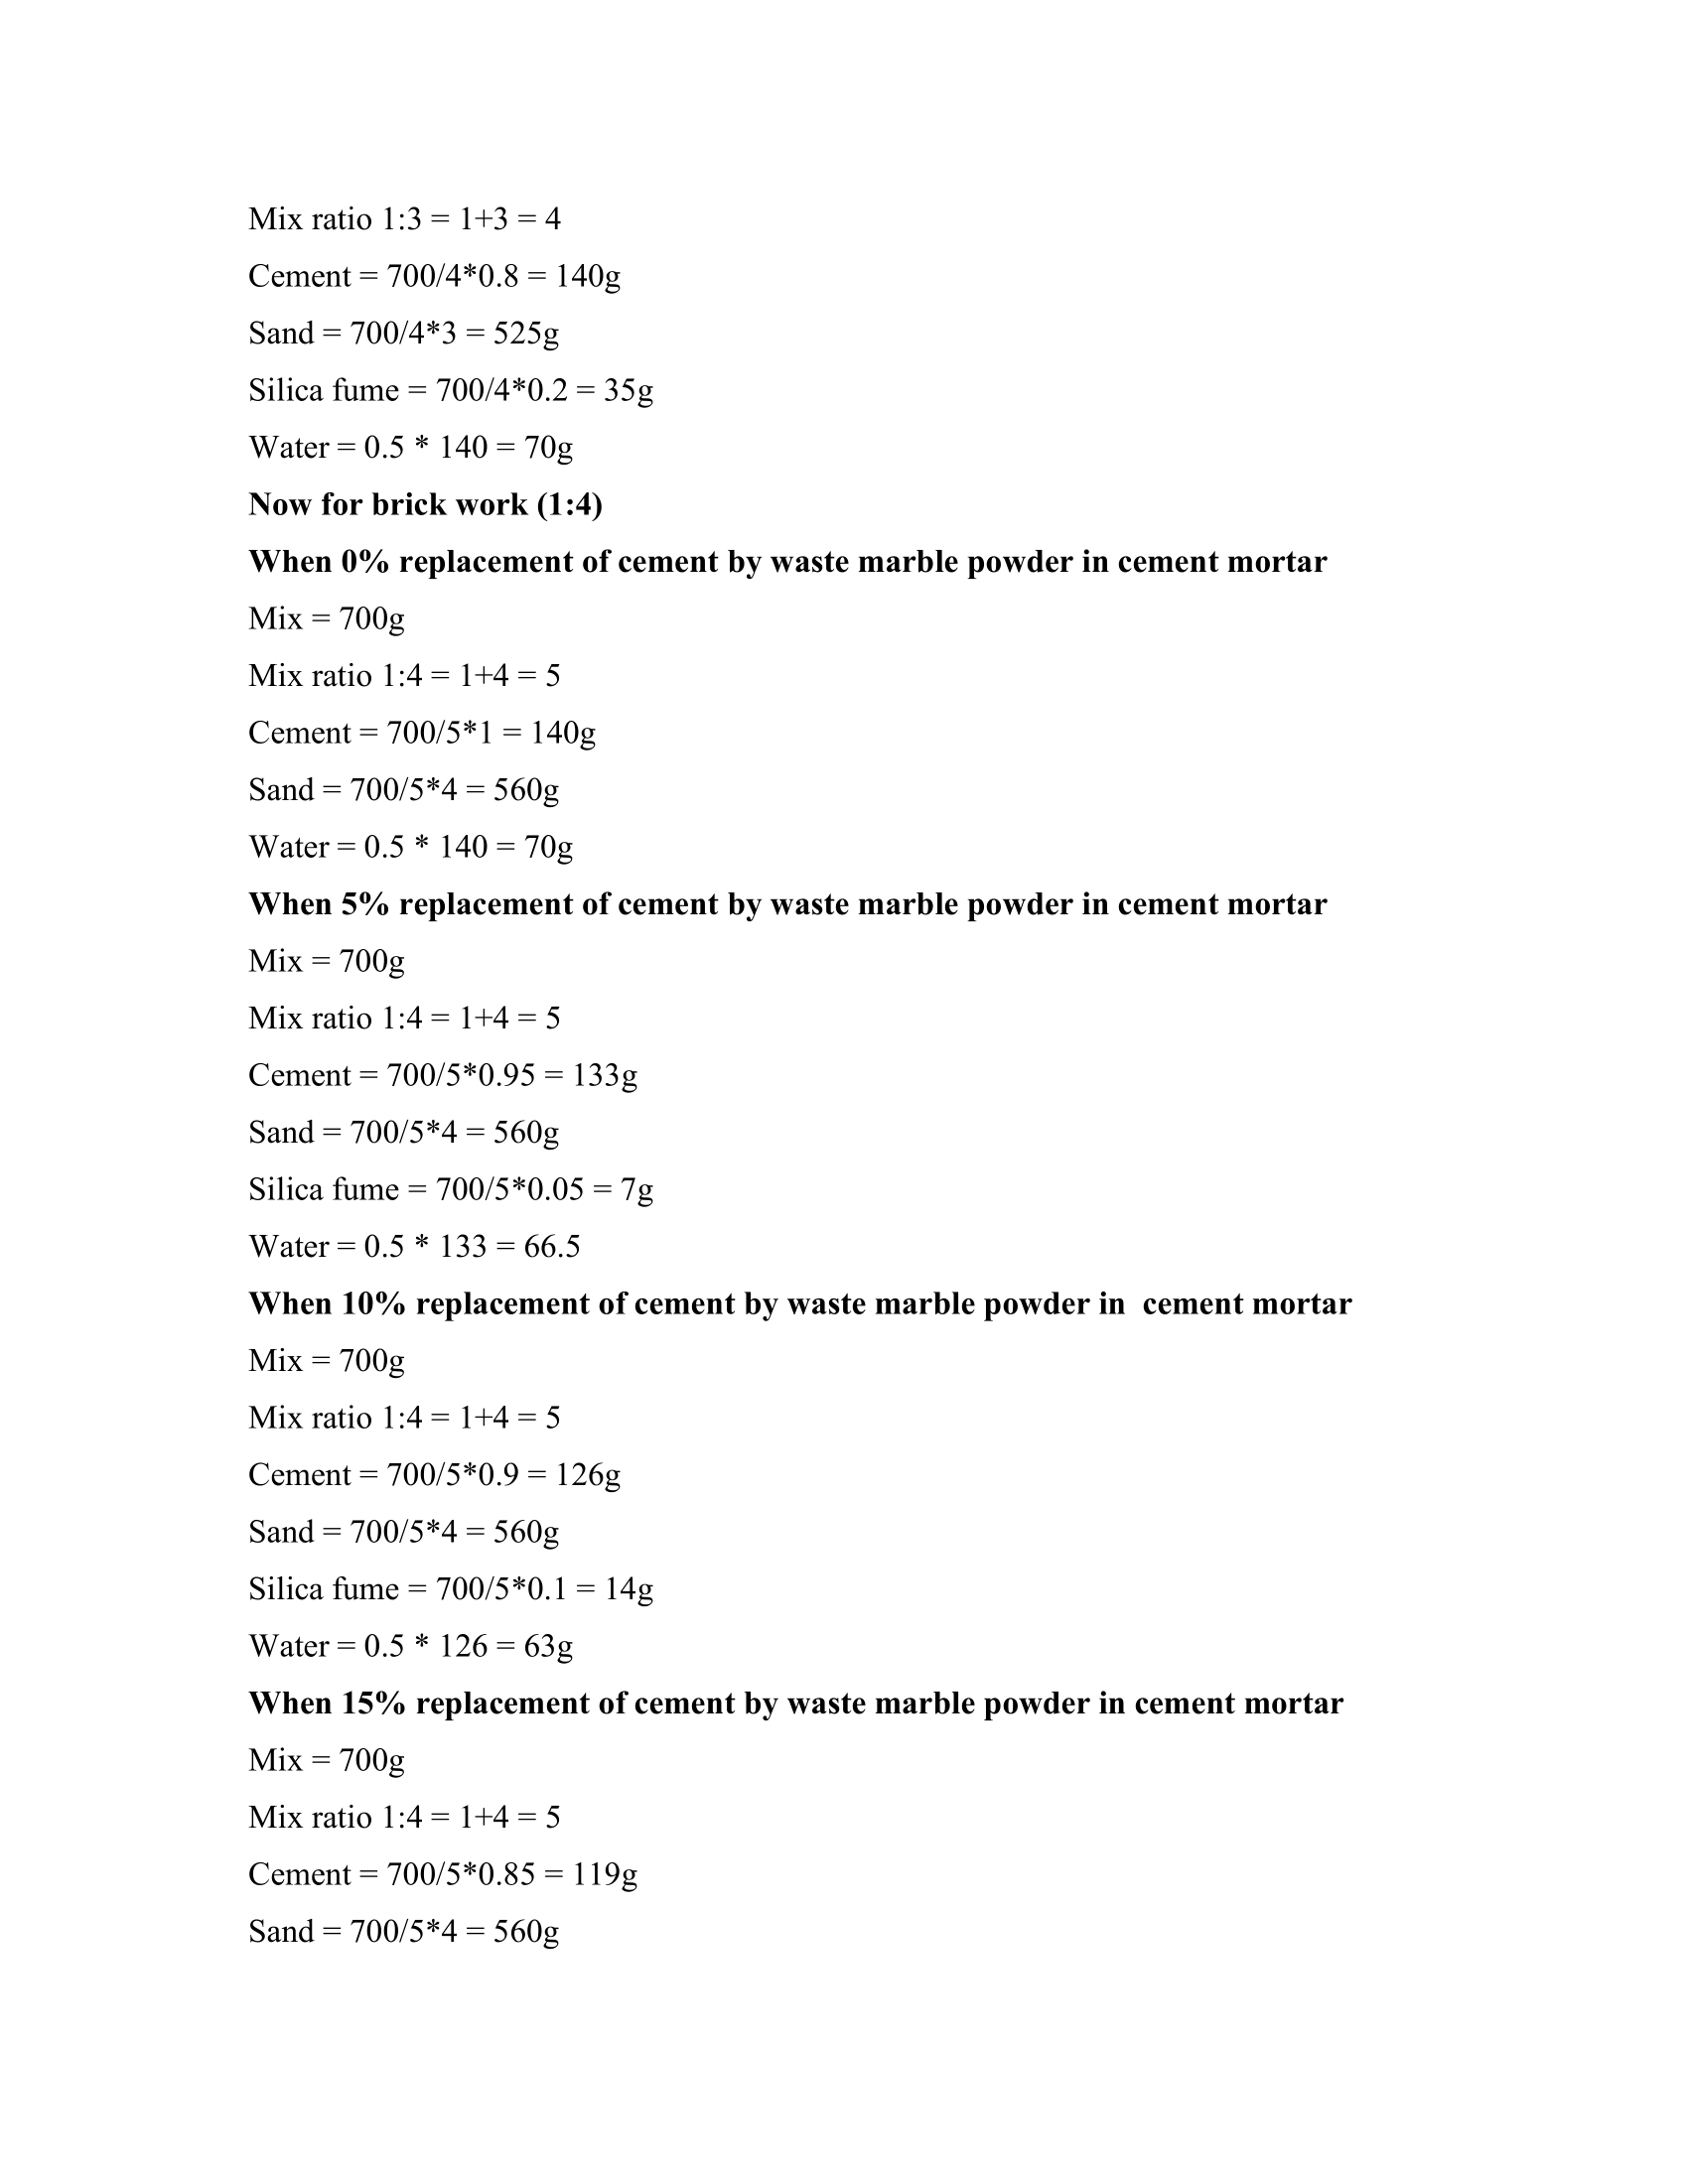 Mix ratio 1:3 = 1+3 = 4
Cement = 700/4*0.8 = 140g
Sand = 700/4*3 = 525g
Silica fume = 700/4*0.2 = 35g
Water = 0.5 * 140 = 70g
Now for brick work (1:4)
When 0% replacement of cement by waste marble powder in cement mortar
Mix = 700g
Mix ratio 1:4 = 1+4 = 5
Cement = 700/5*1 = 140g
Sand = 700/5*4 = 560g
Water = 0.5 * 140 = 70g
When 5% replacement of cement by waste marble powder in cement mortar
Mix = 700g
Mix ratio 1:4 = 1+4 = 5
Cement = 700/5*0.95 = 133g
Sand = 700/5*4 = 560g
Silica fume = 700/5*0.05 = 7g
Water = 0.5 * 133 = 66.5
When 10% replacement of cement by waste marble powder in  cement mortar
Mix = 700g
Mix ratio 1:4 = 1+4 = 5
Cement = 700/5*0.9 = 126g
Sand = 700/5*4 = 560g
Silica fume = 700/5*0.1 = 14g
Water = 0.5 * 126 = 63g
When 15% replacement of cement by waste marble powder in cement mortar
Mix = 700g
Mix ratio 1:4 = 1+4 = 5
Cement = 700/5*0.85 = 119g
Sand = 700/5*4 = 560g